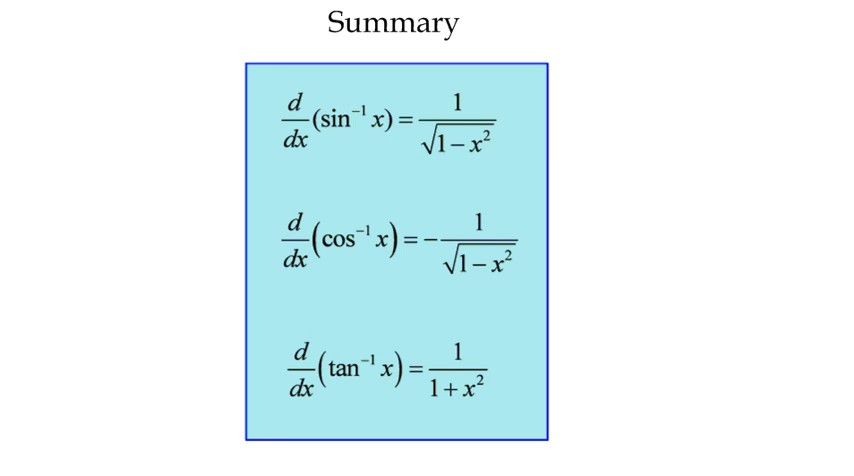 Summary
d/dx (sin⁻¹ x) = 1/√(1 − x²)
d/dx (cos⁻¹ x) = − 1/√(1 − x²)
d/dx (tan⁻¹ x) = 1/(1 + x²)